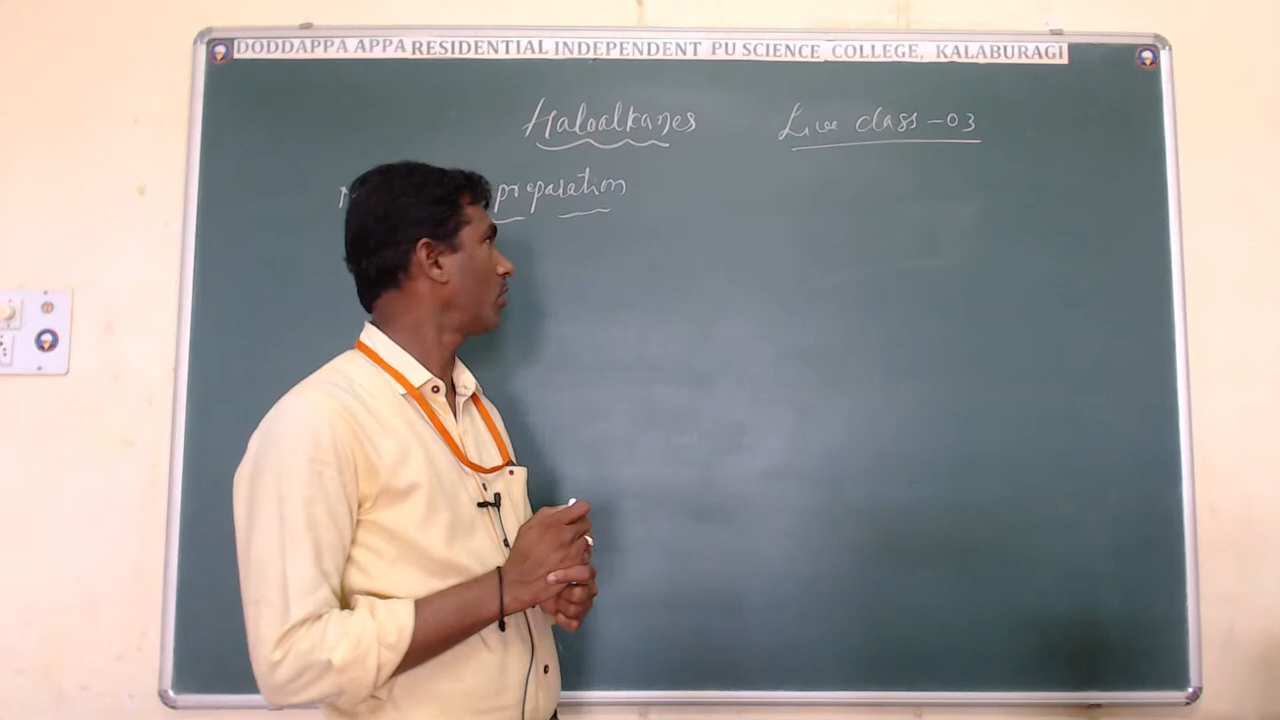 DODDAPPA APPA RESIDENTIAL INDEPENDENT PU SCIENCE COLLEGE, KALABURAGI
Haloalkanes Live class -03
preparation